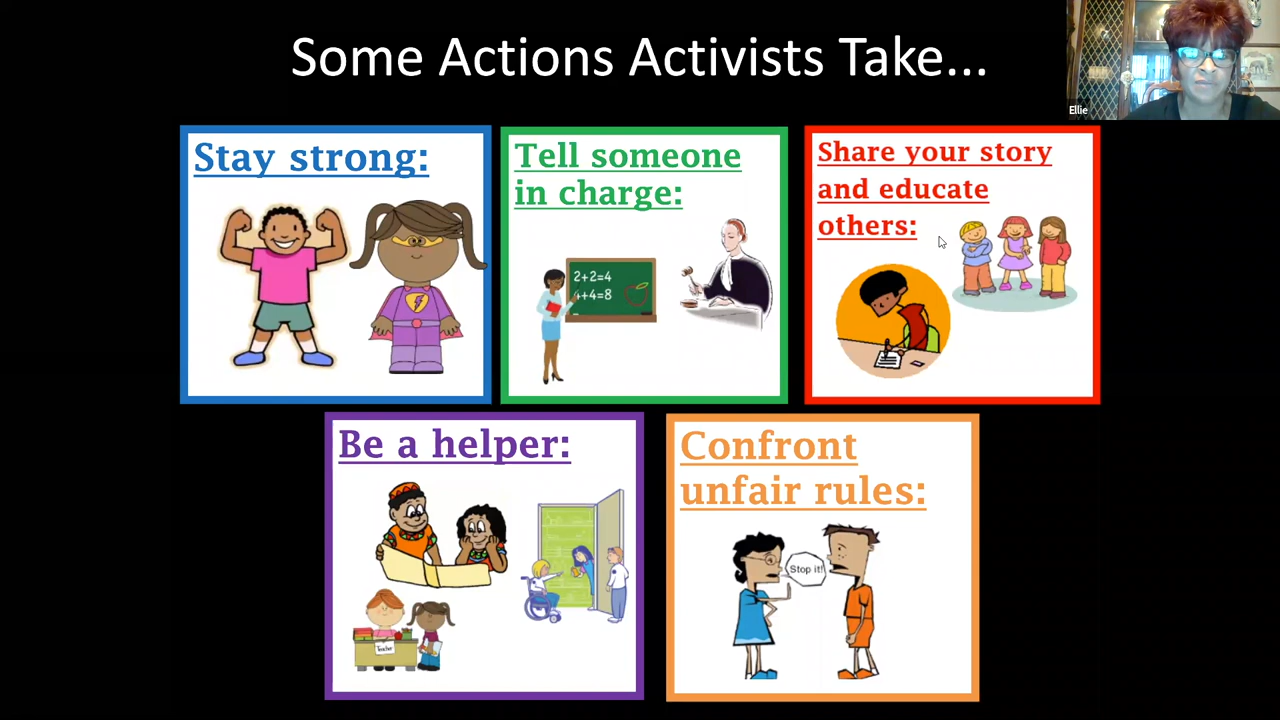 Some Actions Activists Take...
Ellie
Stay strong:
Tell someone
in charge:
2+2=4
4+4=8
Share your story
and educate
others:
Be a helper:
Teacher
Confront
unfair rules:
Stop it!